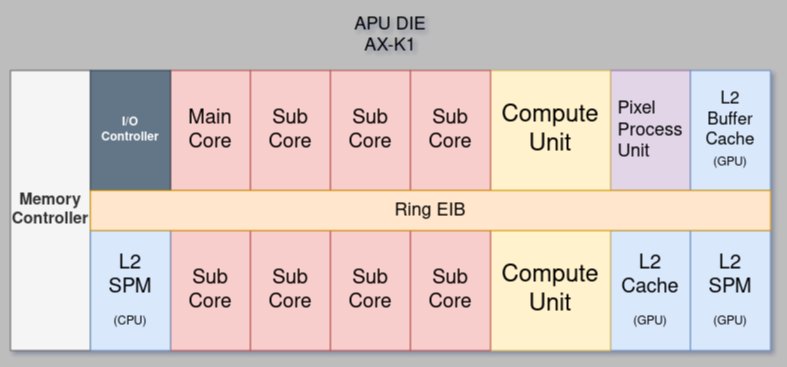 APU DIE
AX-K1
Memory
Controller
I/O
Controller
Main
Core
Sub
Core
Sub
Core
Sub
Core
Compute
Unit
Pixel
Process
Unit
L2
Buffer
Cache
(GPU)
Ring EIB
L2
SPM
(CPU)
Sub
Core
Sub
Core
Sub
Core
Sub
Core
Compute
Unit
L2
Cache
(GPU)
L2
SPM
(GPU)